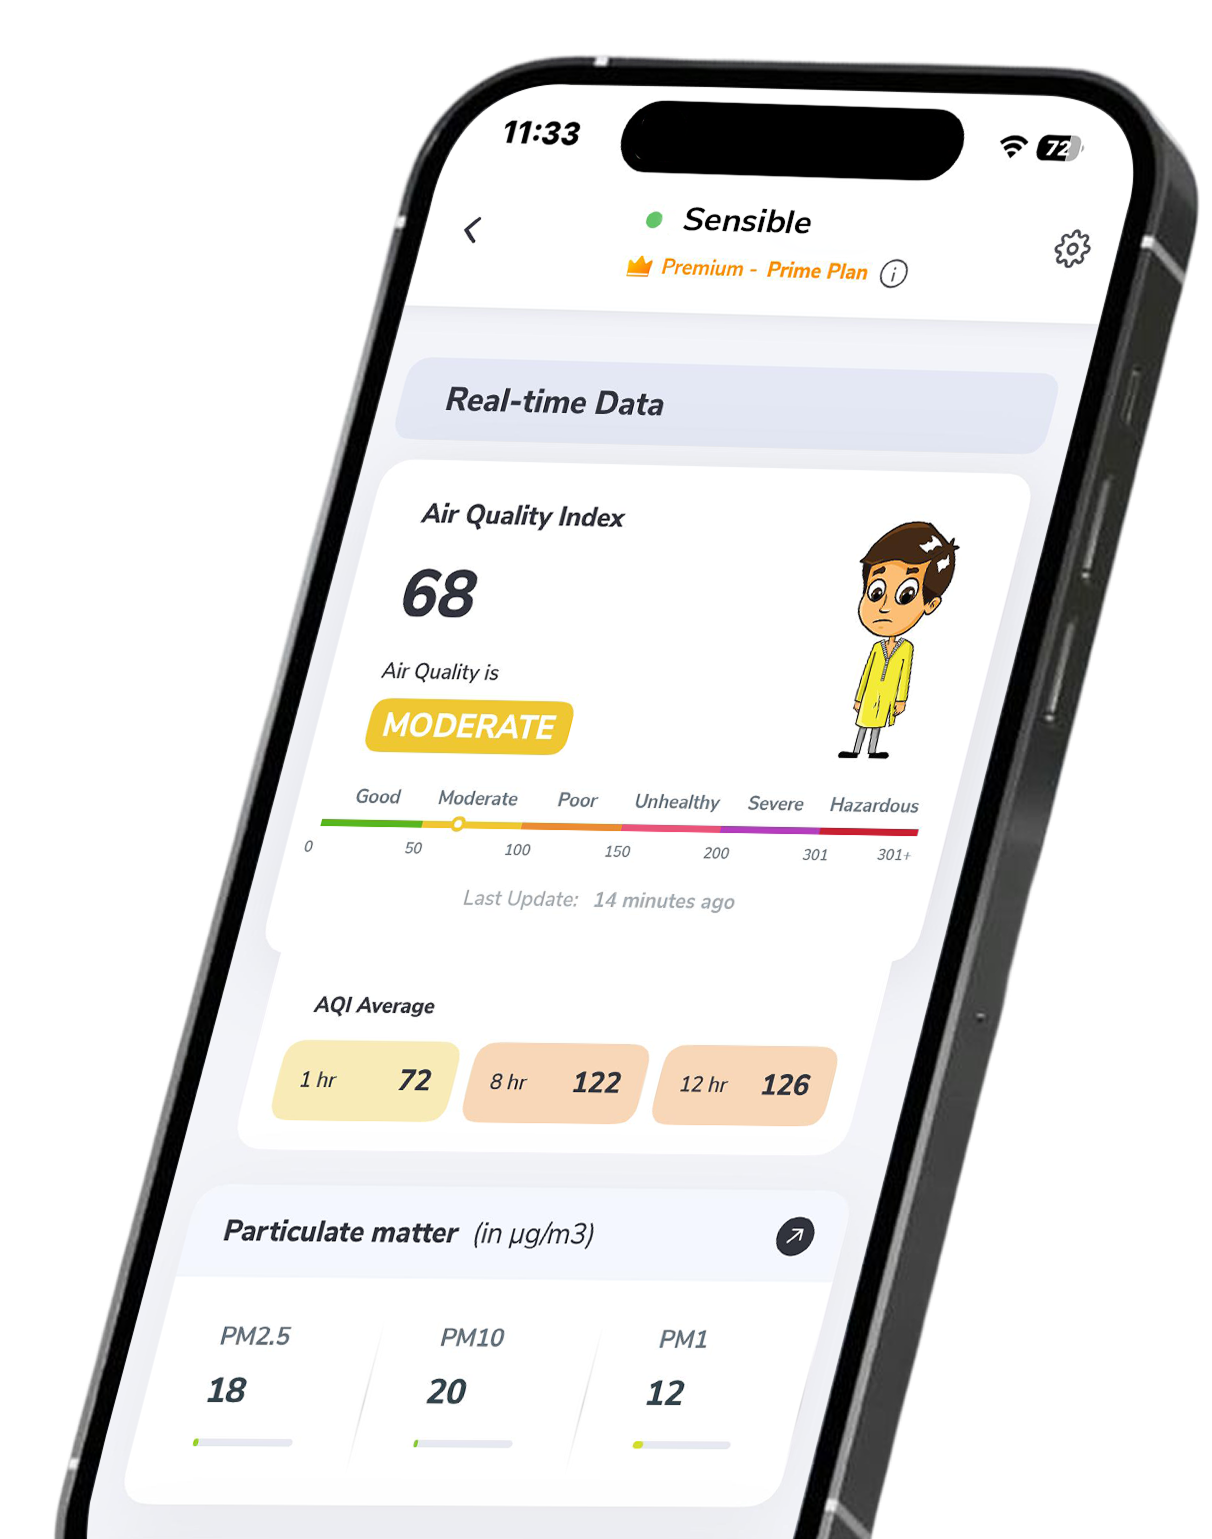 11:33
72
Sensible
Premium - Prime Plan
Real-time Data
Air Quality Index
68
Air Quality is
MODERATE
Good Moderate Poor Unhealthy Severe Hazardous
0 50 100 150 200 301 301+
Last Update: 14 minutes ago
AQI Average
1 hr 72 8 hr 122 12 hr 126
Particulate matter (in µg/m3)
PM2.5 PM10 PM1
18 20 12